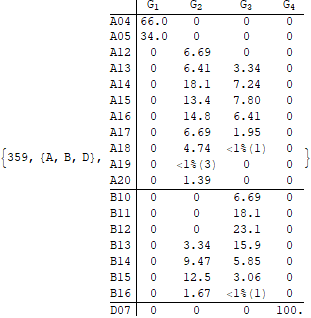 G1 G2 G3 G4
A04 66.0 0 0 0
A05 34.0 0 0 0
A12 0 6.69 0 0
A13 0 6.41 3.34 0
A14 0 18.1 7.24 0
A15 0 13.4 7.80 0
A16 0 14.8 6.41 0
A17 0 6.69 1.95 0
A18 0 4.74 <1%(1) 0
{359, {A, B, D}, A19 0 <1%(3) 0 0 }
A20 0 1.39 0 0
B10 0 0 6.69 0
B11 0 0 18.1 0
B12 0 0 23.1 0
B13 0 3.34 15.9 0
B14 0 9.47 5.85 0
B15 0 12.5 3.06 0
B16 0 1.67 <1%(1) 0
D07 0 0 0 100.